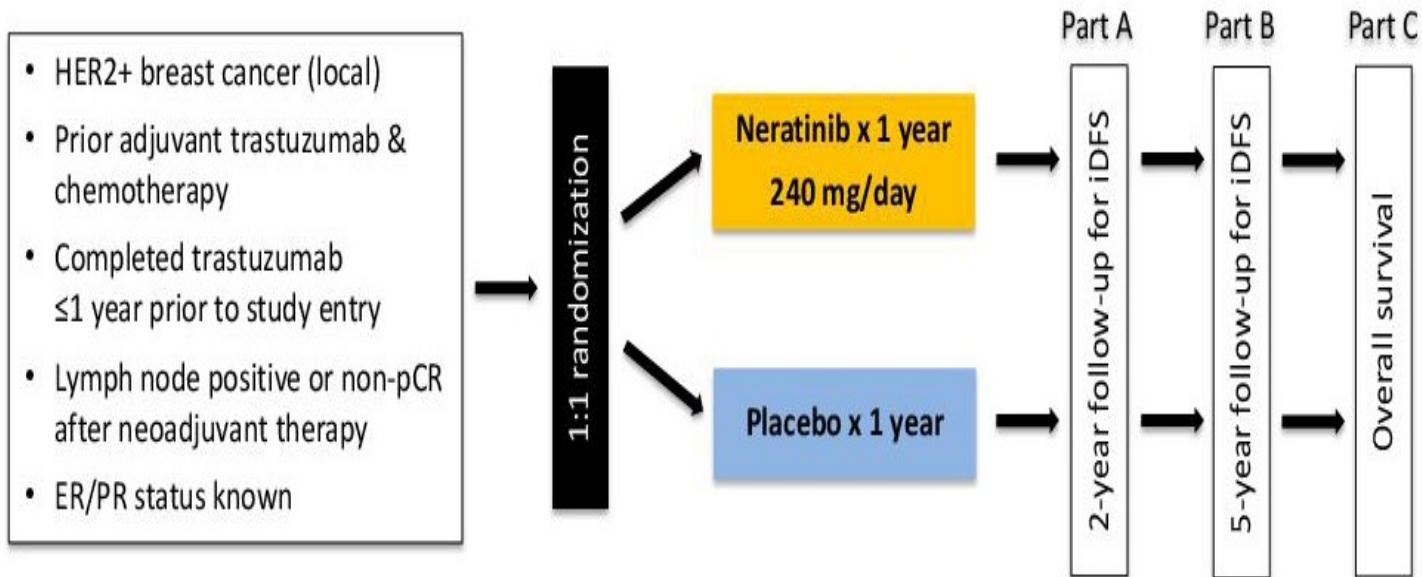 • HER2+ breast cancer (local)
• Prior adjuvant trastuzumab &
chemotherapy
• Completed trastuzumab
≤1 year prior to study entry
• Lymph node positive or non-pCR
after neoadjuvant therapy
• ER/PR status known
1:1 randomization
Neratinib x 1 year
240 mg/day
Placebo x 1 year
Part A
2-year follow-up for iDFS
Part B
5-year follow-up for iDFS
Part C
Overall survival